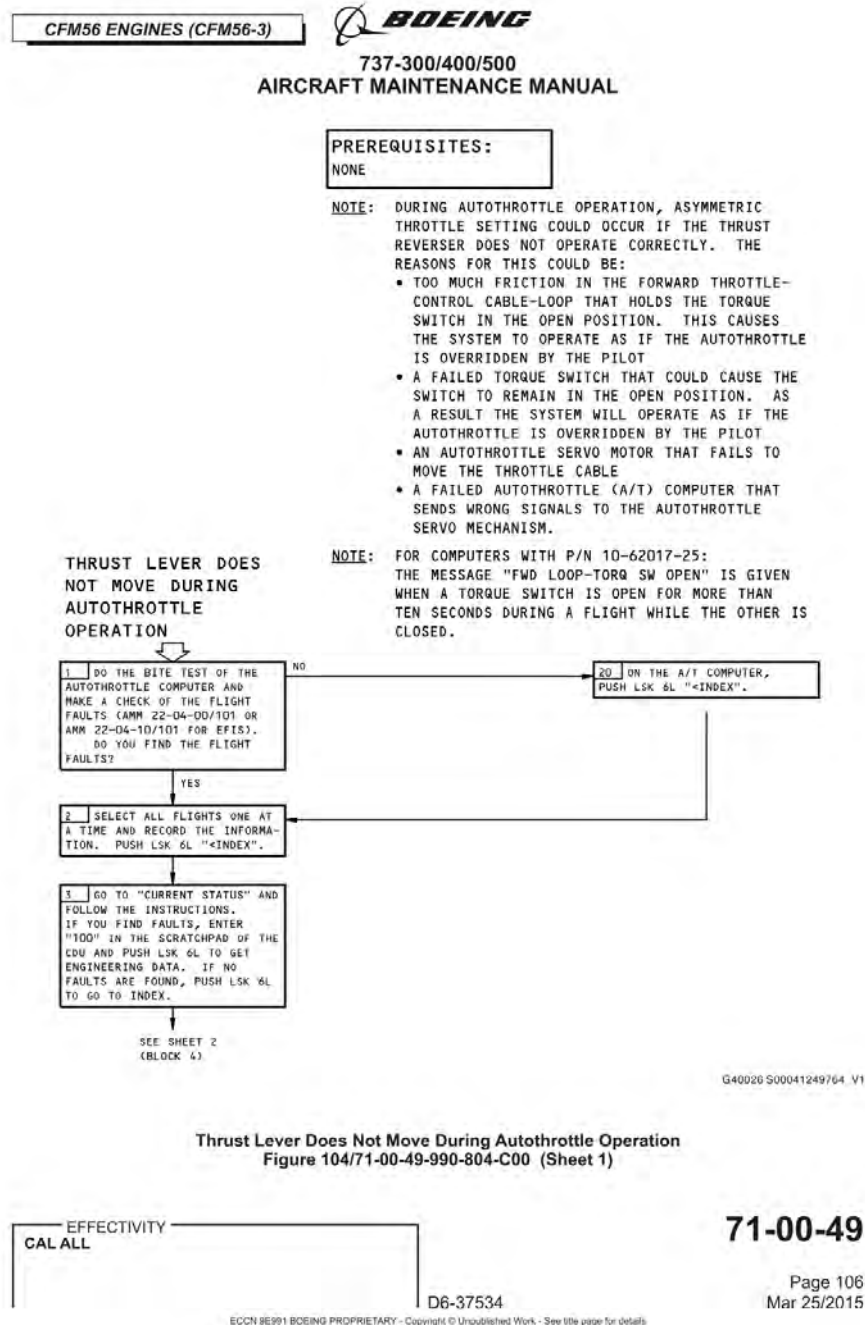 CFM56 ENGINES (CFM56-3)
BOEING
737-300/400/500
AIRCRAFT MAINTENANCE MANUAL
PREREQUISITES:
NONE
NOTE: DURING AUTOTHROTTLE OPERATION, ASYMMETRIC
THROTTLE SETTING COULD OCCUR IF THE THRUST
REVERSER DOES NOT OPERATE CORRECTLY. THE
REASONS FOR THIS COULD BE:
• TOO MUCH FRICTION IN THE FORWARD THROTTLE-
CONTROL CABLE-LOOP THAT HOLDS THE TORQUE
SWITCH IN THE OPEN POSITION. THIS CAUSES
THE SYSTEM TO OPERATE AS IF THE AUTOTHROTTLE
IS OVERRIDDEN BY THE PILOT
• A FAILED TORQUE SWITCH THAT COULD CAUSE THE
SWITCH TO REMAIN IN THE OPEN POSITION. AS
A RESULT THE SYSTEM WILL OPERATE AS IF THE
AUTOTHROTTLE IS OVERRIDDEN BY THE PILOT
• AN AUTOTHROTTLE SERVO MOTOR THAT FAILS TO
MOVE THE THROTTLE CABLE
• A FAILED AUTOTHROTTLE (A/T) COMPUTER THAT
SENDS WRONG SIGNALS TO THE AUTOTHROTTLE
SERVO MECHANISM.
NOTE: FOR COMPUTERS WITH P/N 10-62017-25:
THE MESSAGE "FWD LOOP-TORQ SW OPEN" IS GIVEN
WHEN A TORQUE SWITCH IS OPEN FOR MORE THAN
TEN SECONDS DURING A FLIGHT WHILE THE OTHER IS
CLOSED.
THRUST LEVER DOES
NOT MOVE DURING
AUTOTHROTTLE
OPERATION
1 DO THE BITE TEST OF THE
AUTOTHROTTLE COMPUTER AND
MAKE A CHECK OF THE FLIGHT
FAULTS (AMM 22-04-00/101 OR
AMM 22-04-10/101 FOR EFIS).
DO YOU FIND THE FLIGHT
FAULTS?
NO
20 ON THE A/T COMPUTER,
PUSH LSK 6L "<INDEX".
YES
2 SELECT ALL FLIGHTS ONE AT
A TIME AND RECORD THE INFORMA-
TION. PUSH LSK 6L "<INDEX".
3 GO TO "CURRENT STATUS" AND
FOLLOW THE INSTRUCTIONS.
IF YOU FIND FAULTS, ENTER
"100" IN THE SCRATCHPAD OF THE
CDU AND PUSH LSK 6L TO GET
ENGINEERING DATA. IF NO
FAULTS ARE FOUND, PUSH LSK 6L
TO GO TO INDEX.
SEE SHEET 2
(BLOCK 4)
G40026 S00041249764 V1
Thrust Lever Does Not Move During Autothrottle Operation
Figure 104/71-00-49-990-804-C00 (Sheet 1)
EFFECTIVITY
CAL ALL
71-00-49
D6-37534
Page 106
Mar 25/2015
ECCN 9E991 BOEING PROPRIETARY - Copyright © Unpublished Work - See title page for details